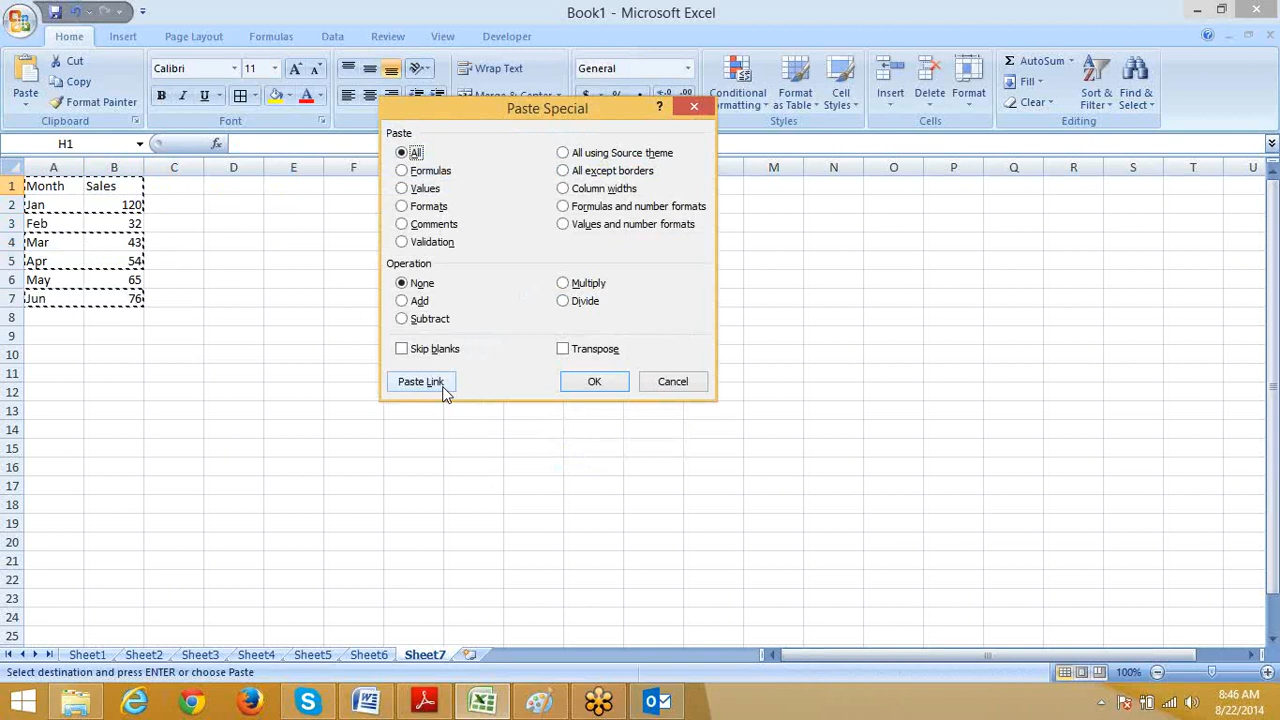 Book1 - Microsoft Excel
Home Insert Page Layout Formulas Data Review View Developer
Paste
Cut
Copy
Format Painter
Clipboard
Calibri 11
B I U
Font
Wrap Text
General
Conditional Formatting
Format as Table
Cell Styles
Styles
Insert
Delete
Format
Cells
AutoSum
Fill
Clear
Sort & Filter
Find & Select
Editing
H1
fx
A B C D E F M N O P Q R S T U
1 Month Sales
2 Jan 120
3 Feb 32
4 Mar 43
5 Apr 54
6 May 65
7 Jun 76
8
9
10
11
12
13
14
15
16
17
18
19
20
21
22
23
24
25
Paste Special
?
Paste
All
All using Source theme
Formulas
All except borders
Values
Column widths
Formats
Formulas and number formats
Comments
Values and number formats
Validation
Operation
None
Multiply
Add
Divide
Subtract
Skip blanks
Transpose
Paste Link
OK
Cancel
Sheet1 Sheet2 Sheet3 Sheet4 Sheet5 Sheet6 Sheet7
Select destination and press ENTER or choose Paste
100%
8:46 AM
8/22/2014